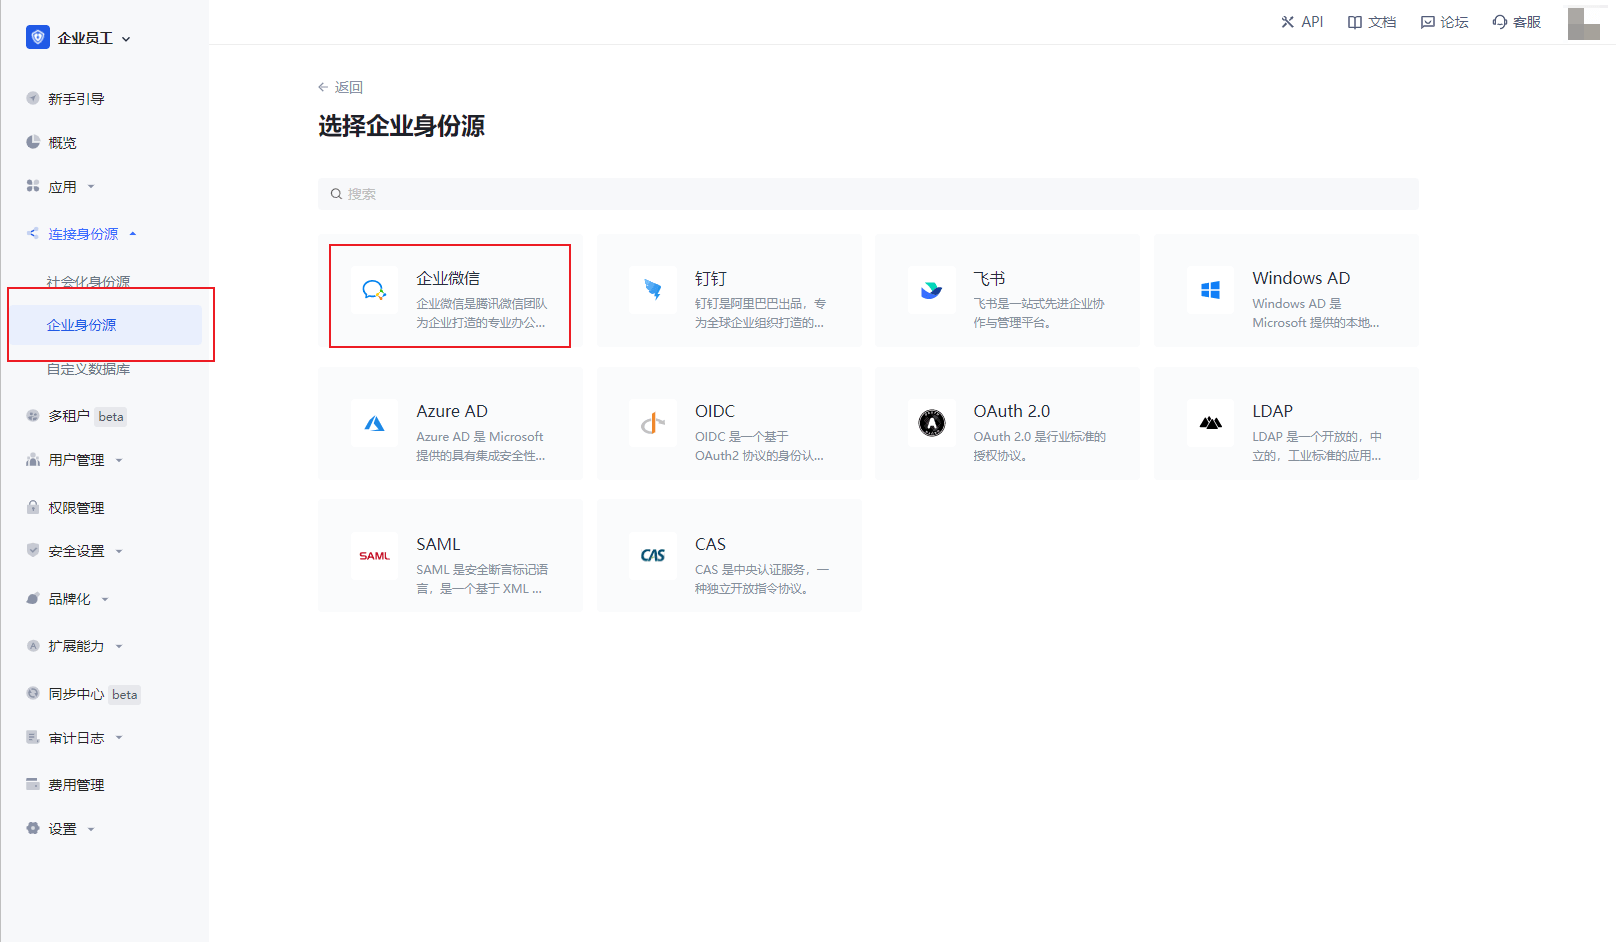 企业员工
API
文档
论坛
客服
新手引导
概览
应用
连接身份源
社会化身份源
企业身份源
自定义数据库
多租户 beta
用户管理
权限管理
安全设置
品牌化
扩展能力
同步中心 beta
审计日志
费用管理
设置
返回
选择企业身份源
搜索
企业微信
企业微信是腾讯微信团队
为企业打造的专业办公...
钉钉
钉钉是阿里巴巴出品，专
为全球企业组织打造的...
飞书
飞书是一站式先进企业协
作与管理平台。
Windows AD
Windows AD 是
Microsoft 提供的本地...
Azure AD
Azure AD 是 Microsoft
提供的具有集成安全性...
OIDC
OIDC 是一个基于
OAuth2 协议的身份认...
OAuth 2.0
OAuth 2.0 是行业标准的
授权协议。
LDAP
LDAP 是一个开放的，中
立的，工业标准的应用...
SAML
SAML
SAML 是安全断言标记语
言，是一个基于 XML ...
CAS
CAS
CAS 是中央认证服务，一
种独立开放指令协议。